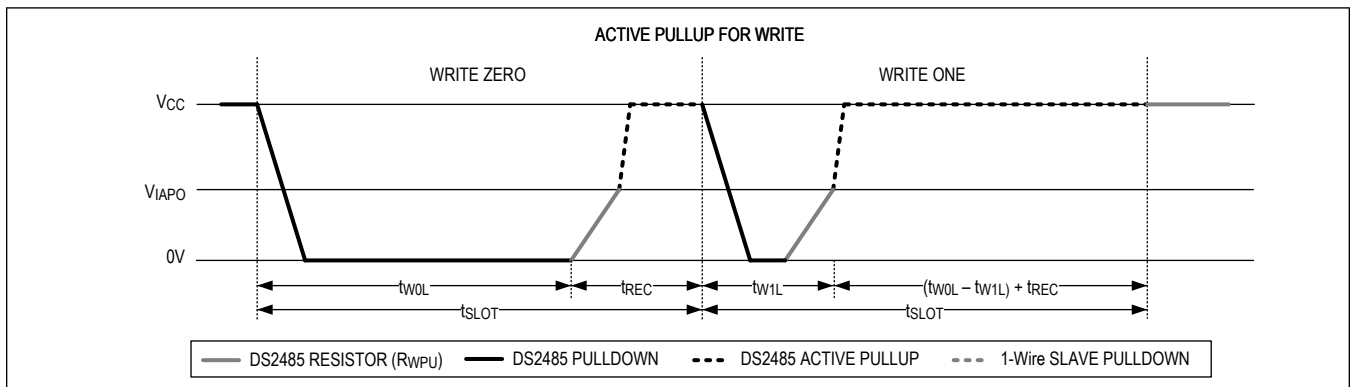 ACTIVE PULLUP FOR WRITE
WRITE ZERO WRITE ONE
VCC
VIAPO
0V
tW0L tREC tW1L (tW0L – tW1L) + tREC
tSLOT tSLOT
DS2485 RESISTOR (RWPU) DS2485 PULLDOWN DS2485 ACTIVE PULLUP 1-Wire SLAVE PULLDOWN